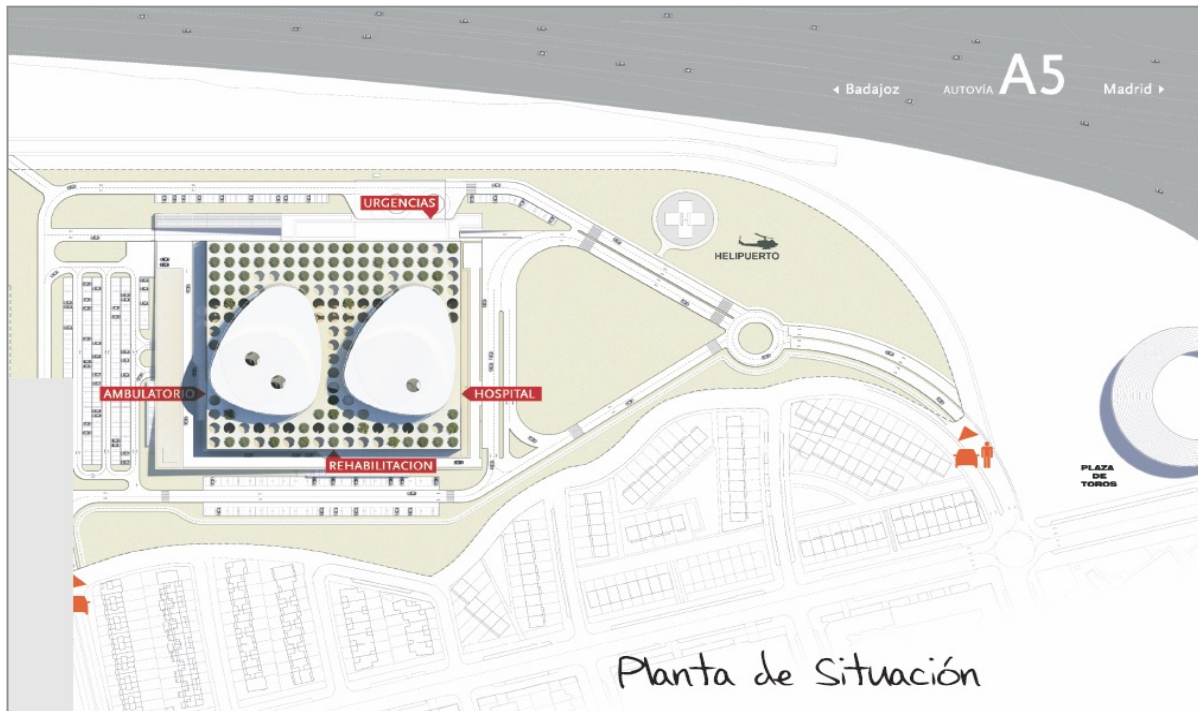 ◂ Badajoz AUTOVÍA A5 Madrid ▸
URGENCIAS
H
HELIPUERTO
AMBULATORIO
HOSPITAL
REHABILITACION
PLAZA
DE
TOROS
Planta de Situación